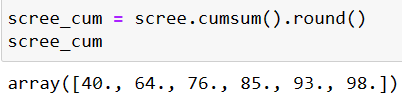 scree_cum = scree.cumsum().round()
scree_cum
array([40., 64., 76., 85., 93., 98.])